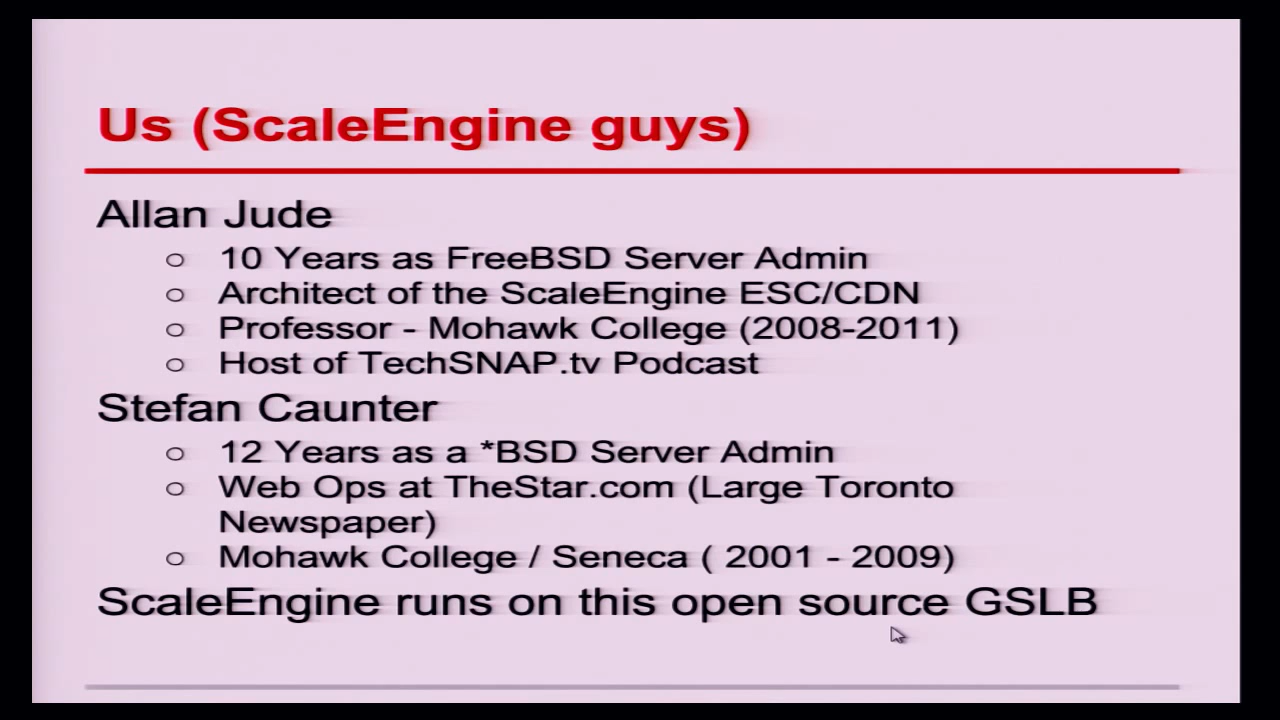 Us (ScaleEngine guys)
Allan Jude
10 Years as FreeBSD Server Admin
Architect of the ScaleEngine ESC/CDN
Professor - Mohawk College (2008-2011)
Host of TechSNAP.tv Podcast
Stefan Caunter
12 Years as a *BSD Server Admin
Web Ops at TheStar.com (Large Toronto
Newspaper)
Mohawk College / Seneca ( 2001 - 2009)
ScaleEngine runs on this open source GSLB